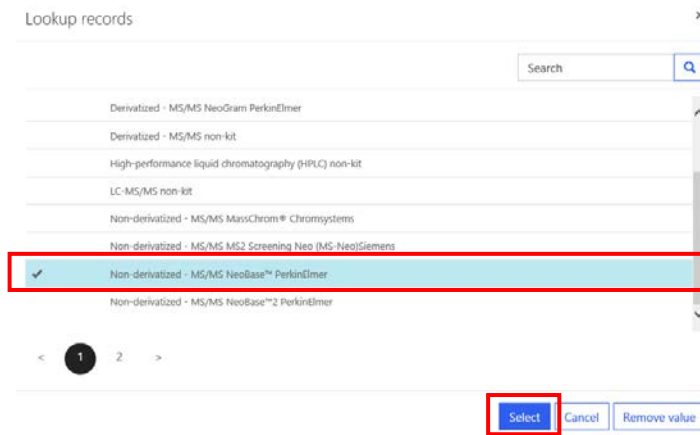 Lookup records
Search
Derivatized - MS/MS NeoGram PerkinElmer
Derivatized - MS/MS non-kit
High-performance liquid chromatography (HPLC) non-kit
LC-MS/MS non-kit
Non-derivatized - MS/MS MassChrom® Chromsystems
Non-derivatized - MS/MS MS2 Screening Neo (MS-Neo)Siemens
Non-derivatized - MS/MS NeoBase™ PerkinElmer
Non-derivatized - MS/MS NeoBase™2 PerkinElmer
< 1 2 >
Select Cancel Remove value